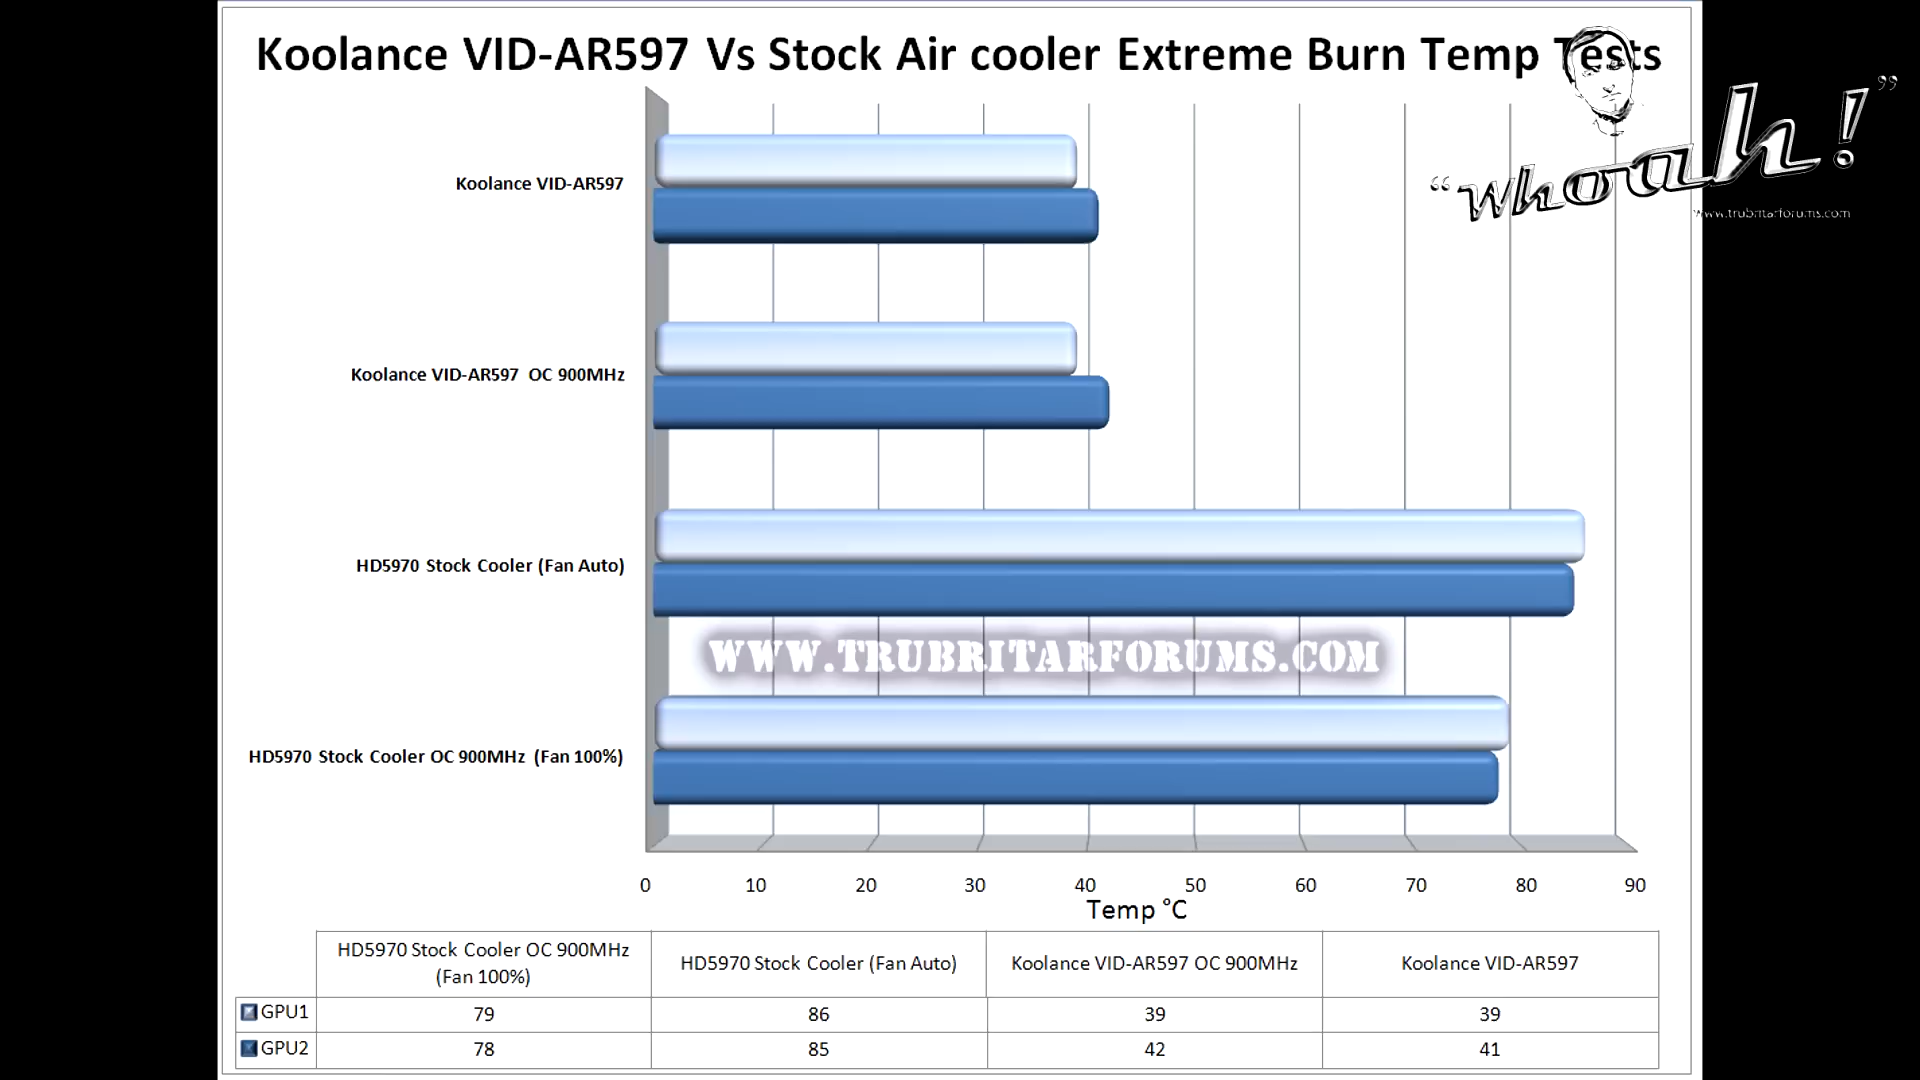 Koolance VID-AR597 Vs Stock Air cooler Extreme Burn Temp Tests
“Whoah!”
www.trubritarforums.com
Koolance VID-AR597
Koolance VID-AR597 OC 900MHz
HD5970 Stock Cooler (Fan Auto)
WWW.TRUBRITARFORUMS.COM
HD5970 Stock Cooler OC 900MHz (Fan 100%)
0 10 20 30 40 50 60 70 80 90
Temp °C
HD5970 Stock Cooler OC 900MHz
(Fan 100%)
HD5970 Stock Cooler (Fan Auto)
Koolance VID-AR597 OC 900MHz
Koolance VID-AR597
GPU1 79 86 39 39
GPU2 78 85 42 41